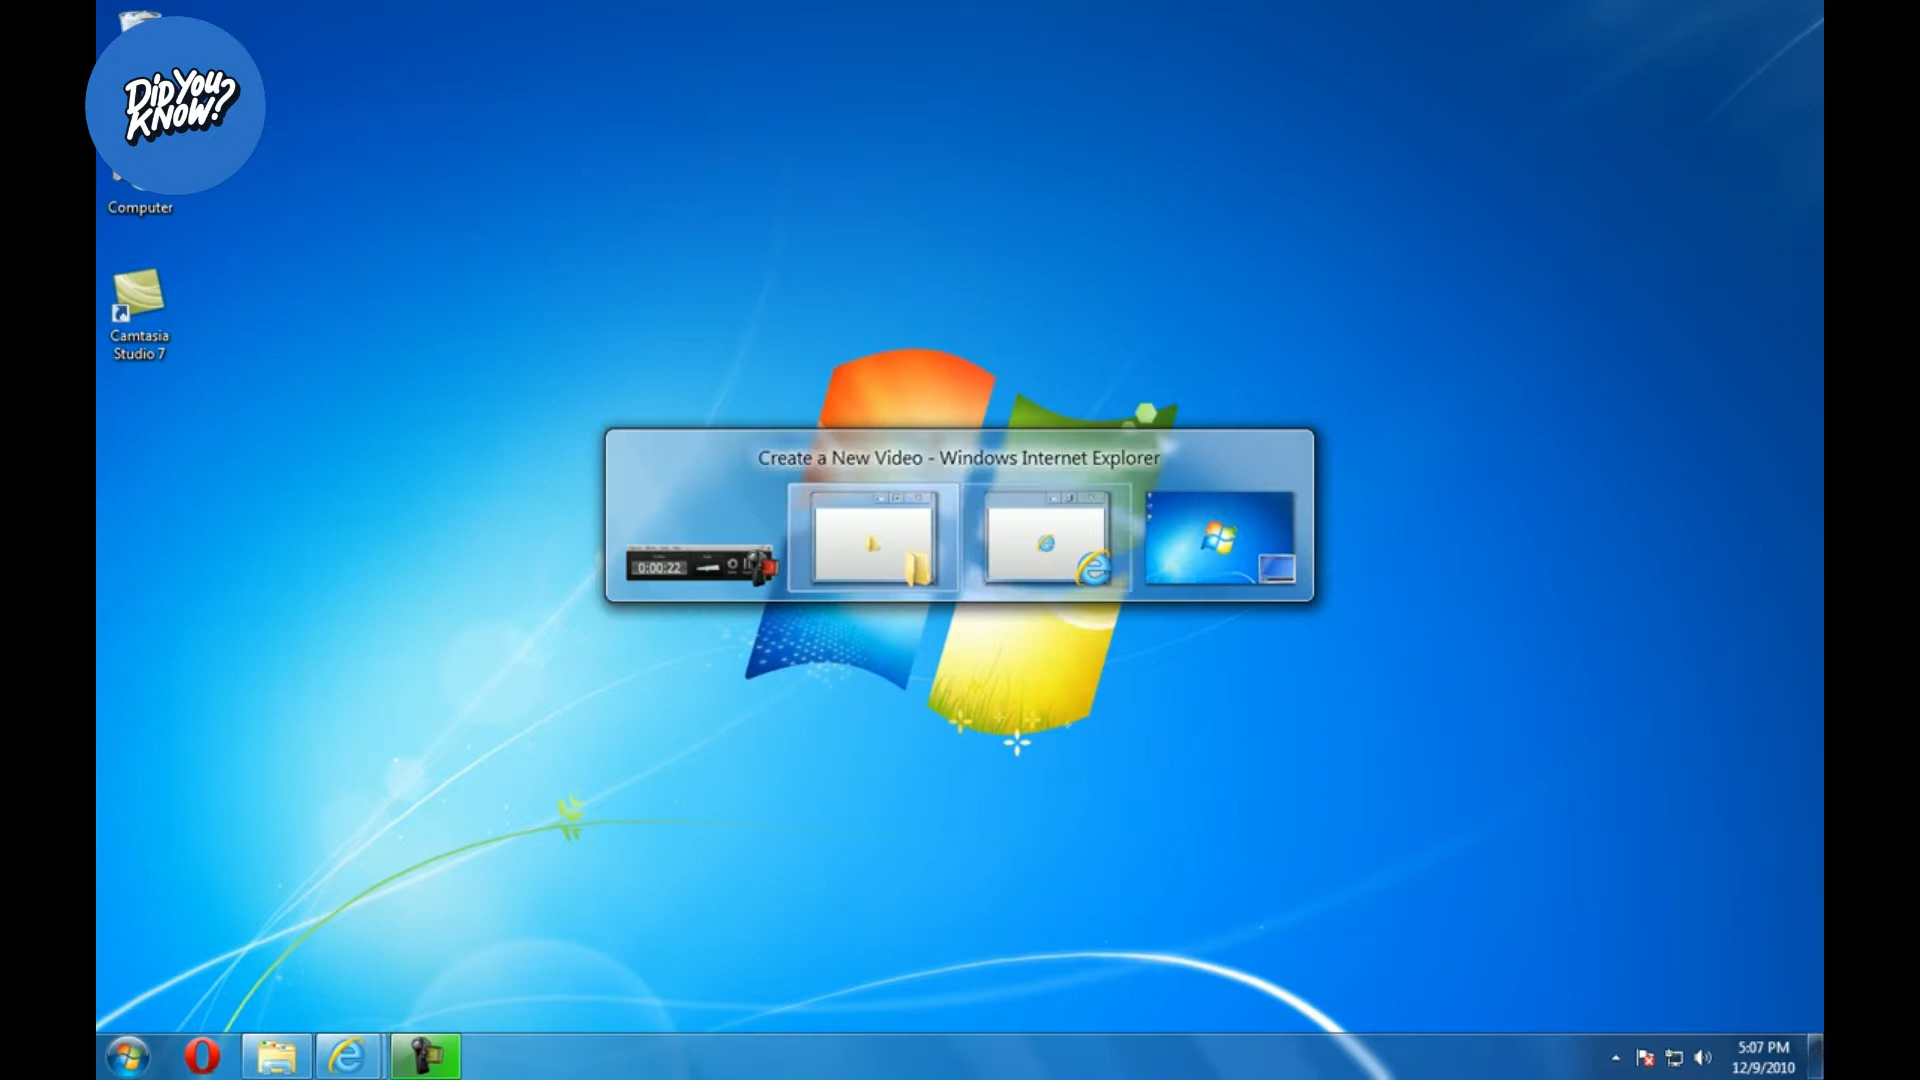 DiD YOU
KNOW?
Computer
Camtasia
Studio 7
Create a New Video - Windows Internet Explorer
0:00:22
5:07 PM
12/9/2010